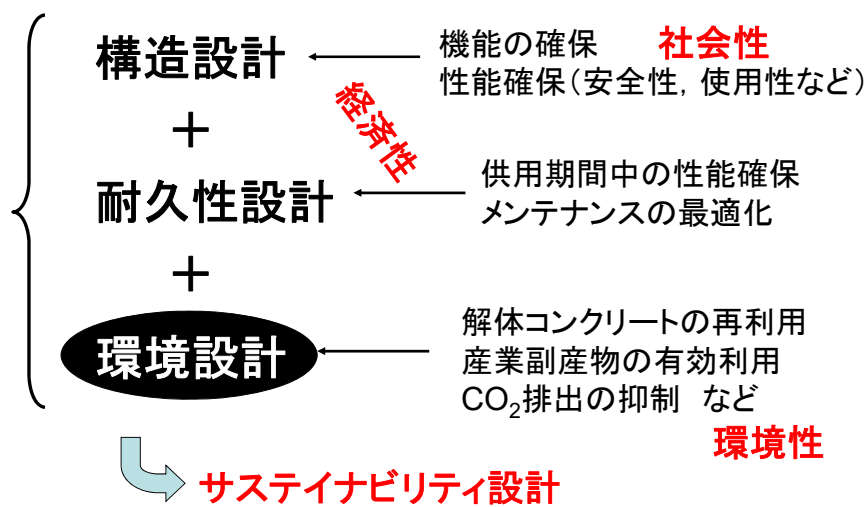 構造設計
機能の確保
社会性
性能確保（安全性，使用性など）
＋
経済性
耐久性設計
供用期間中の性能確保
メンテナンスの最適化
＋
環境設計
解体コンクリートの再利用
産業副産物の有効利用
CO₂排出の抑制　など
環境性
サステイナビリティ設計